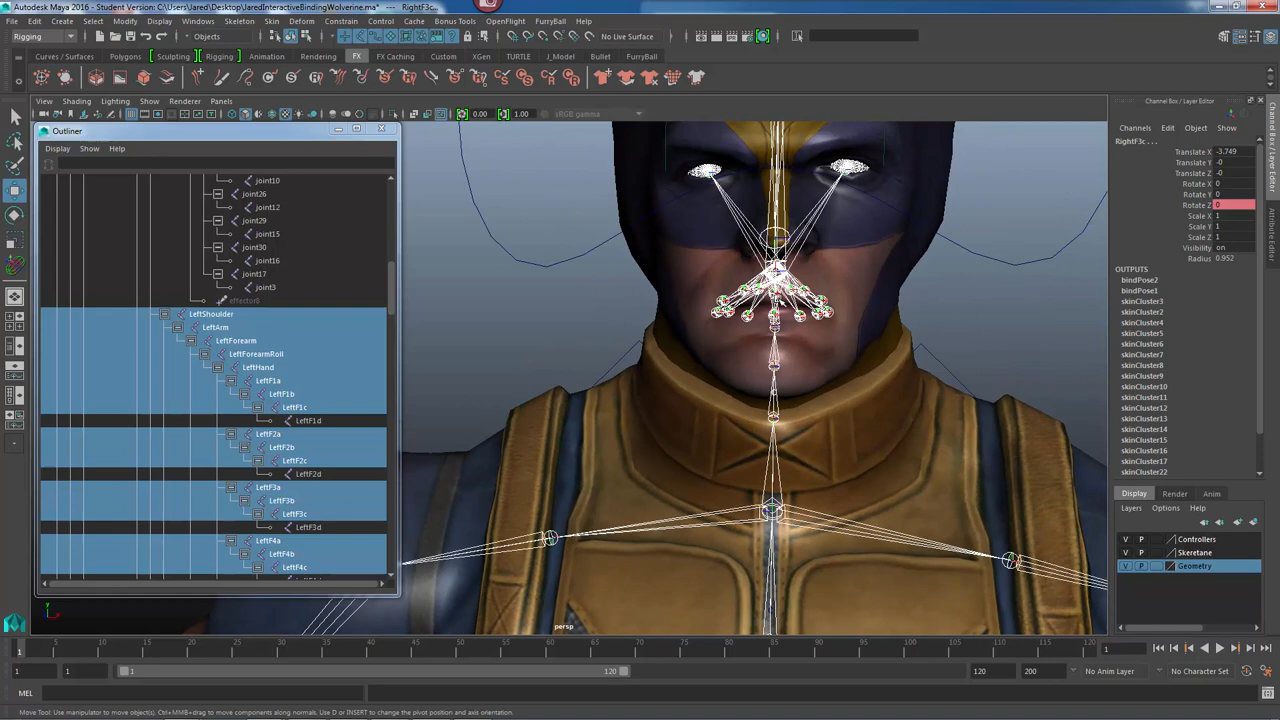 Autodesk Maya 2016 - Student Version: C:\Users\Jared\Desktop\JaredInteractiveBindingWolverine.ma* --- RightF3c...
File Edit Create Select Modify Display Windows Skeleton Skin Deform Constrain Control Cache Bonus Tools OpenFlight FurryBall Help
Rigging Objects No Live Surface
Curves / Surfaces Polygons Sculpting Rigging Animation Rendering FX FX Caching Custom XGen TURTLE J_Model Bullet FurryBall
View Shading Lighting Show Renderer Panels
0.00 1.00 sRGB gamma
Outliner
Display Show Help
joint10
joint26
joint12
joint29
joint15
joint30
joint16
joint17
joint3
effector8
LeftShoulder
LeftArm
LeftForearm
LeftForearmRoll
LeftHand
LeftF1a
LeftF1b
LeftF1c
LeftF1d
LeftF2a
LeftF2b
LeftF2c
LeftF2d
LeftF3a
LeftF3b
LeftF3c
LeftF3d
LeftF4a
LeftF4b
LeftF4c
persp
Channel Box / Layer Editor
Channels Edit Object Show
RightF3c . . .
Translate X -3.749
Translate Y -0
Translate Z -0
Rotate X 0
Rotate Y 0
Rotate Z 0
Scale X 1
Scale Y 1
Scale Z 1
Visibility on
Radius 0.952
OUTPUTS
bindPose2
bindPose1
skinCluster3
skinCluster2
skinCluster4
skinCluster5
skinCluster6
skinCluster7
skinCluster8
skinCluster9
skinCluster10
skinCluster11
skinCluster12
skinCluster13
skinCluster14
skinCluster15
skinCluster16
skinCluster17
skinCluster22
Display Render Anim
Layers Options Help
V P Controllers
V P Skeretane
V P Geometry
Channel Box / Layer Editor
Attribute Editor
1 5 10 15 20 25 30 35 40 45 50 55 60 65 70 75 80 85 90 95 100 105 110 115 120 1
1 1 1 120 120 200 No Anim Layer No Character Set
MEL
Move Tool: Use manipulator to move object(s). Ctrl+MMB+drag to move components along normals. Use D or INSERT to change the pivot position and axis orientation.